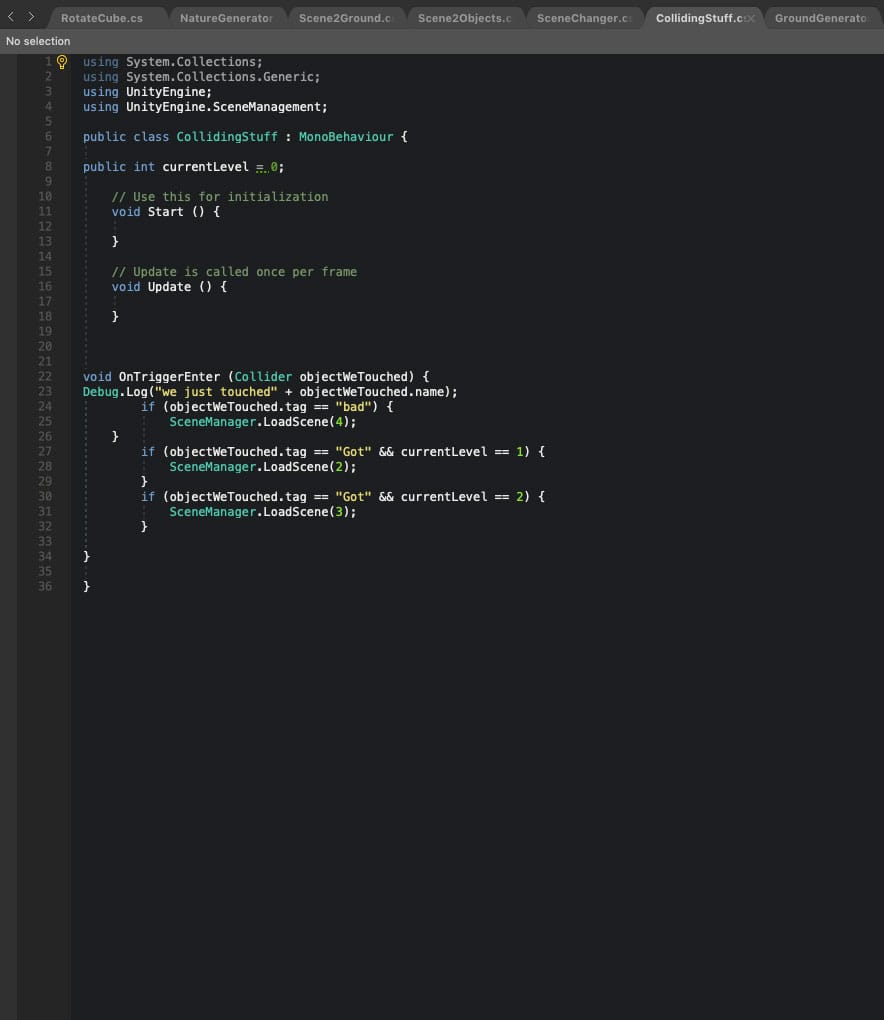 RotateCube.cs
NatureGenerator
Scene2Ground.c
Scene2Objects.c
SceneChanger.c
CollidingStuff.c
GroundGenerato
No selection
1 using System.Collections;
2 using System.Collections.Generic;
3 using UnityEngine;
4 using UnityEngine.SceneManagement;
5
6 public class CollidingStuff : MonoBehaviour {
7
8 public int currentLevel = 0;
9
10 // Use this for initialization
11 void Start () {
12
13 }
14
15 // Update is called once per frame
16 void Update () {
17
18 }
19
20
21
22 void OnTriggerEnter (Collider objectWeTouched) {
23 Debug.Log("we just touched" + objectWeTouched.name);
24 if (objectWeTouched.tag == "bad") {
25 SceneManager.LoadScene(4);
26 }
27 if (objectWeTouched.tag == "Got" && currentLevel == 1) {
28 SceneManager.LoadScene(2);
29 }
30 if (objectWeTouched.tag == "Got" && currentLevel == 2) {
31 SceneManager.LoadScene(3);
32 }
33
34 }
35
36 }